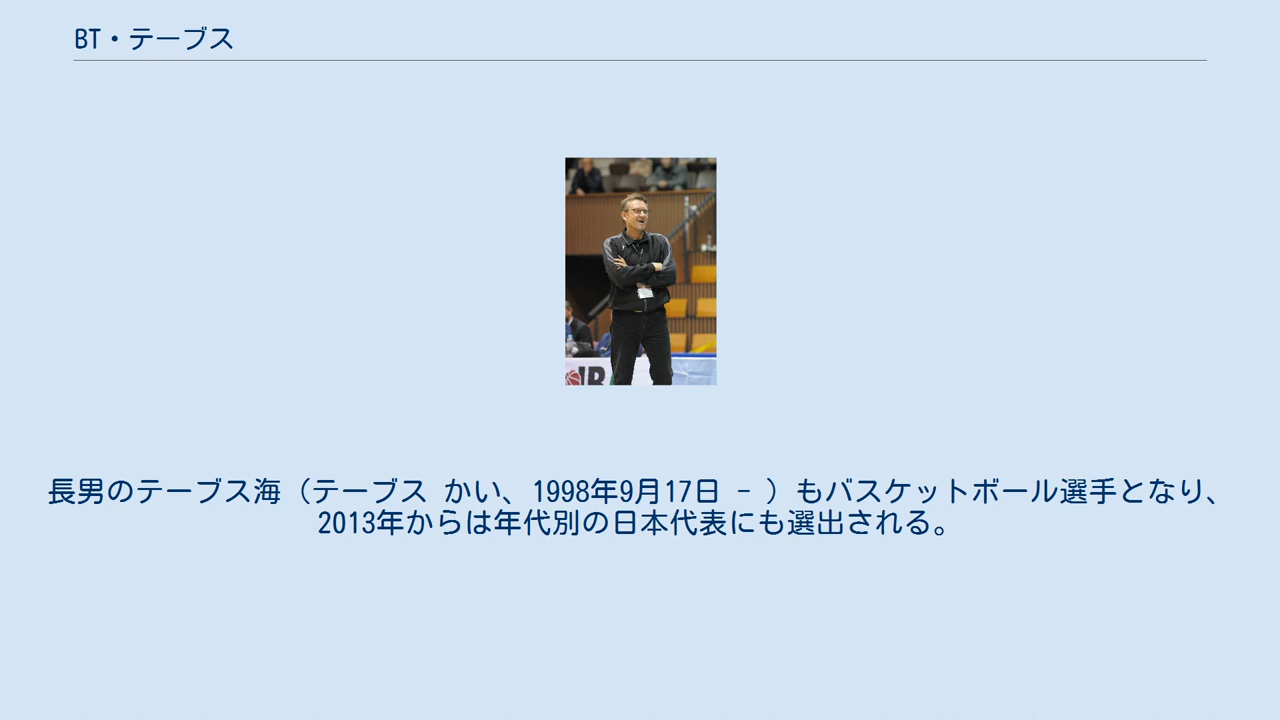 BT・テーブス
長男のテーブス海（テーブス かい、1998年9月17日 - ）もバスケットボール選手となり、
2013年からは年代別の日本代表にも選出される。